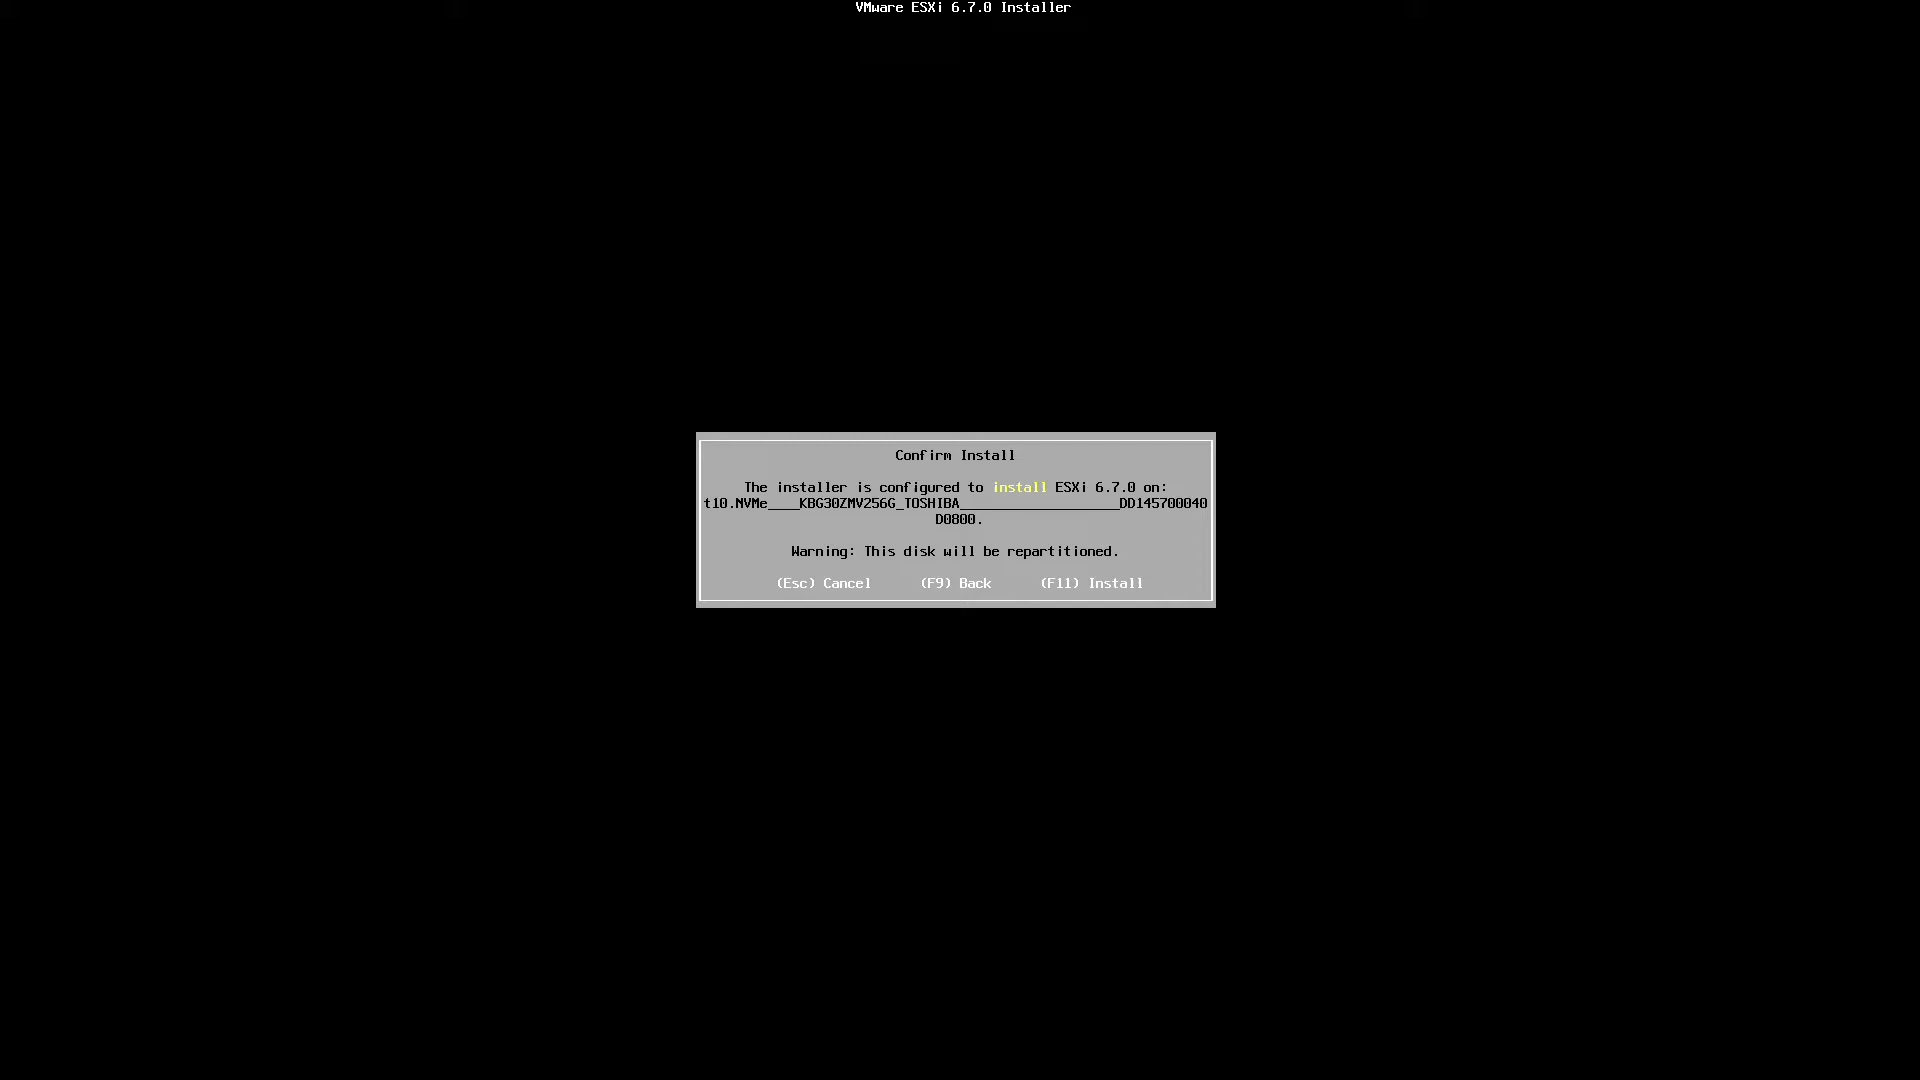 VMware ESXi 6.7.0 Installer
Confirm Install
The installer is configured to install ESXi 6.7.0 on:
t10.NVMe____KBG30ZMV256G_TOSHIBA____________________DD145700040
D0800.
Warning: This disk will be repartitioned.
(Esc) Cancel (F9) Back (F11) Install